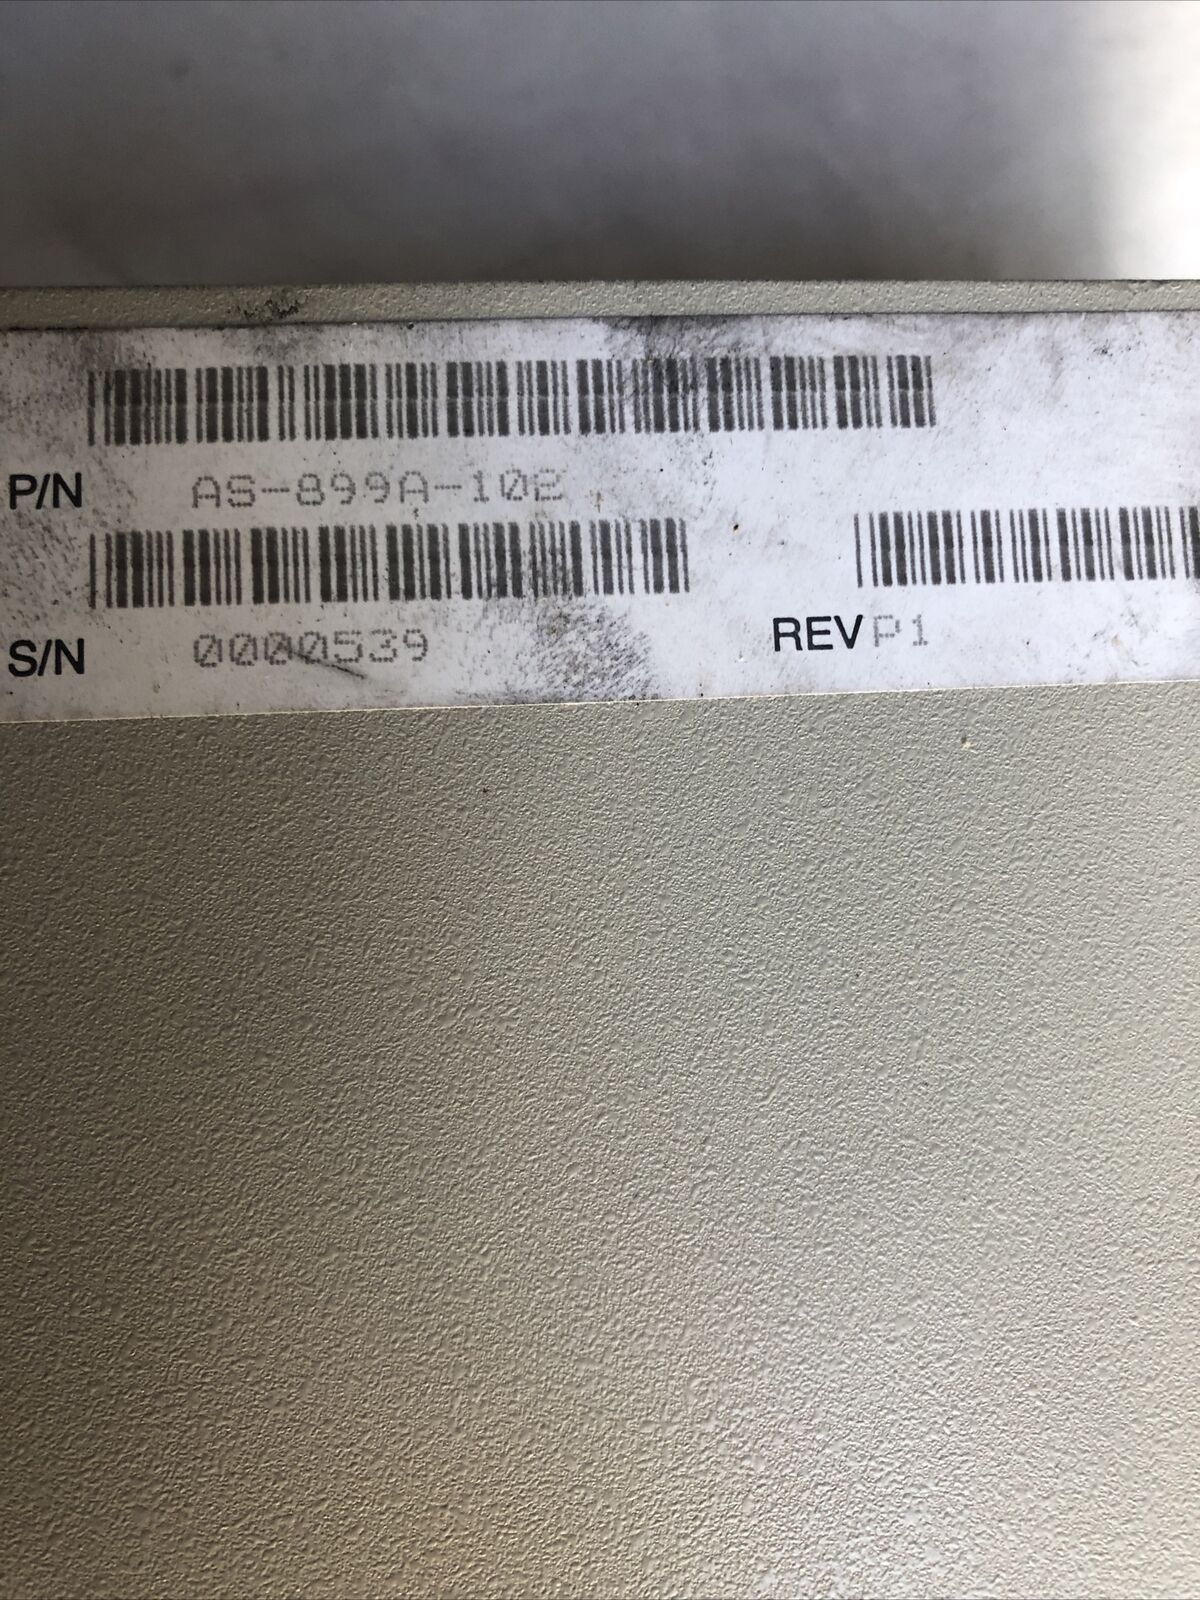 P/N AS-899A-102
S/N 0000539 REV P1